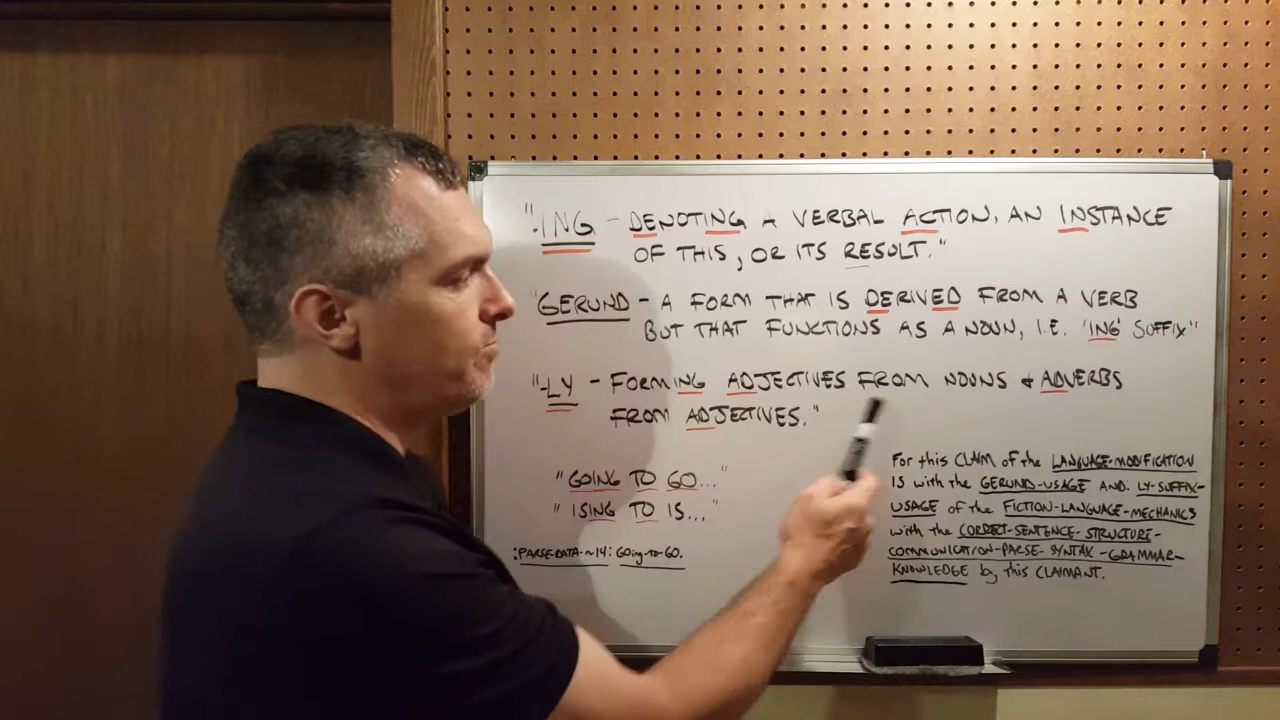 "-ING - DENOTING A VERBAL ACTION, AN INSTANCE
OF THIS, OR ITS RESULT."
"GERUND - A FORM THAT IS DERIVED FROM A VERB
BUT THAT FUNCTIONS AS A NOUN, I.E. 'ING' SUFFIX"
"-LY - FORMING ADJECTIVES FROM NOUNS & ADVERBS
FROM ADJECTIVES."
"GOING TO GO..."
"ISING TO IS..."
:PARSE-DATA-~14: GOing-to-GO.
For this CLAIM of the LANGUAGE-MODIFICATION
IS with the GERUND-USAGE AND: LY-SUFFIX-
USAGE of the FICTION-LANGUAGE-MECHANICS
with the CORRECT-SENTENCE-STRUCTURE-
COMMUNICATION-PARSE-SYNTAX-GRAMMAR-
KNOWLEDGE by this CLAIMANT.